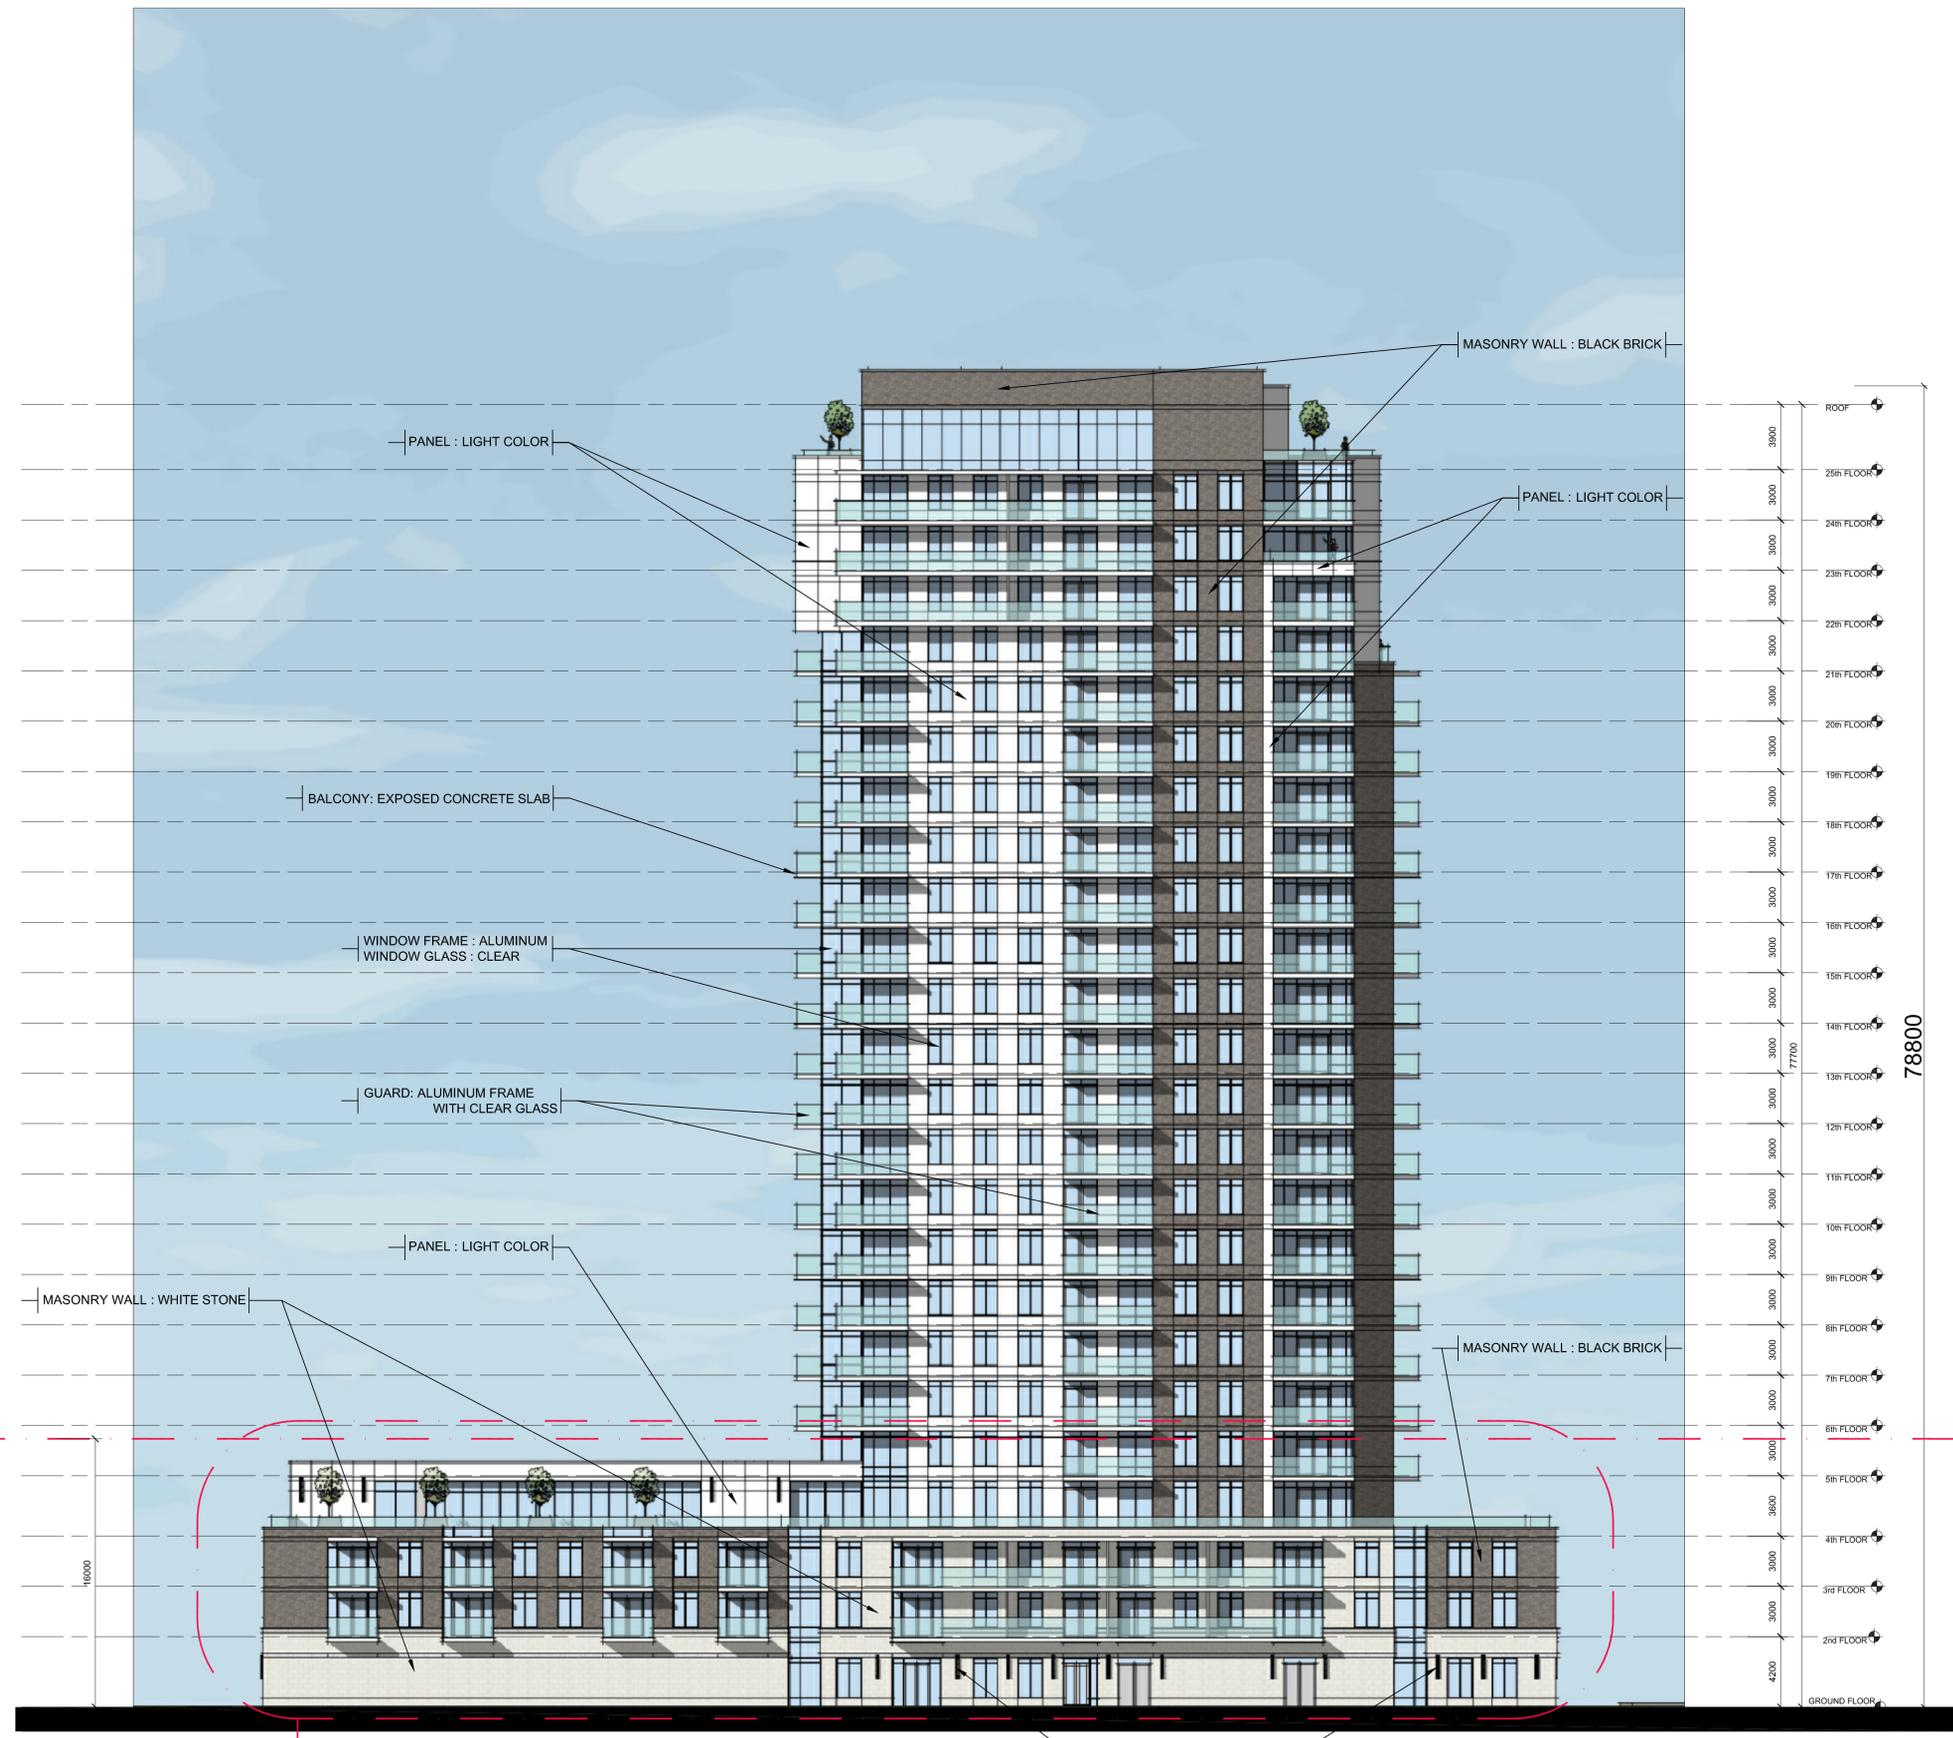 MASONRY WALL : BLACK BRICK
ROOF
3900
PANEL : LIGHT COLOR
25th FLOOR
3000
PANEL : LIGHT COLOR
24th FLOOR
3000
23th FLOOR
3000
22th FLOOR
3000
21th FLOOR
3000
20th FLOOR
3000
19th FLOOR
BALCONY: EXPOSED CONCRETE SLAB
3000
18th FLOOR
3000
17th FLOOR
3000
16th FLOOR
WINDOW FRAME : ALUMINUM
WINDOW GLASS : CLEAR
3000
15th FLOOR
3000
14th FLOOR
3000
77700
78800
13th FLOOR
GUARD: ALUMINUM FRAME
WITH CLEAR GLASS
3000
12th FLOOR
3000
11th FLOOR
3000
10th FLOOR
PANEL : LIGHT COLOR
3000
9th FLOOR
MASONRY WALL : WHITE STONE
3000
8th FLOOR
MASONRY WALL : BLACK BRICK
3000
7th FLOOR
3000
6th FLOOR
3000
5th FLOOR
3600
4th FLOOR
16000
3000
3rd FLOOR
3000
2nd FLOOR
4200
GROUND FLOOR